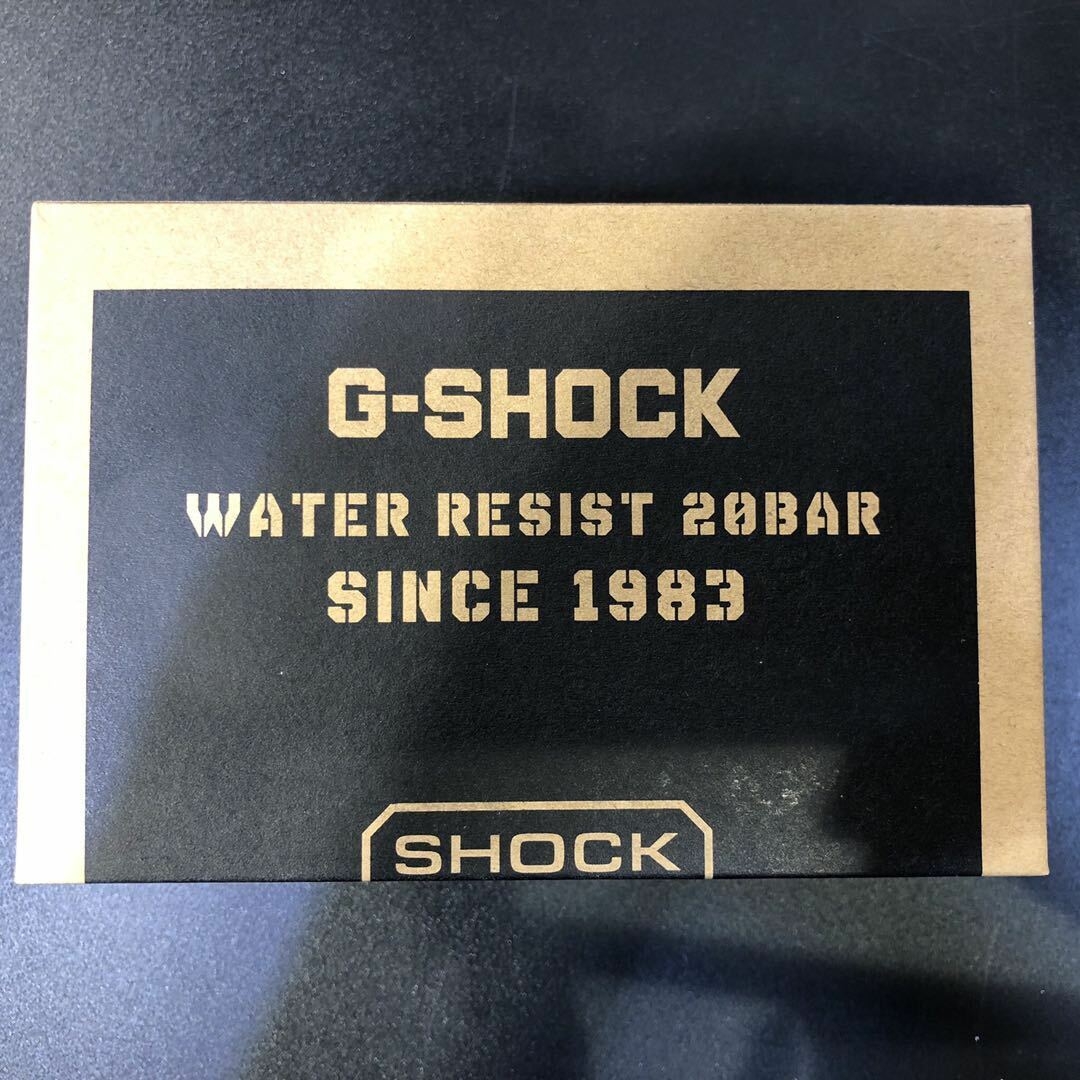 G-SHOCK
WATER RESIST 20BAR
SINCE 1983
SHOCK